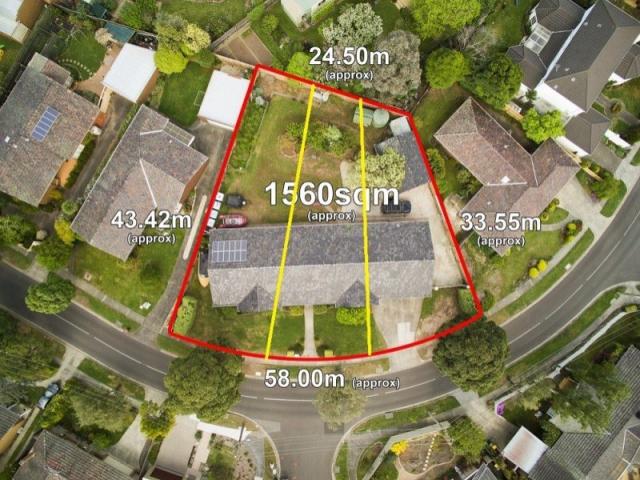 24.50m
(approx)
1560sqm
(approx)
43.42m
(approx)
33.55m
(approx)
58.00m (approx)